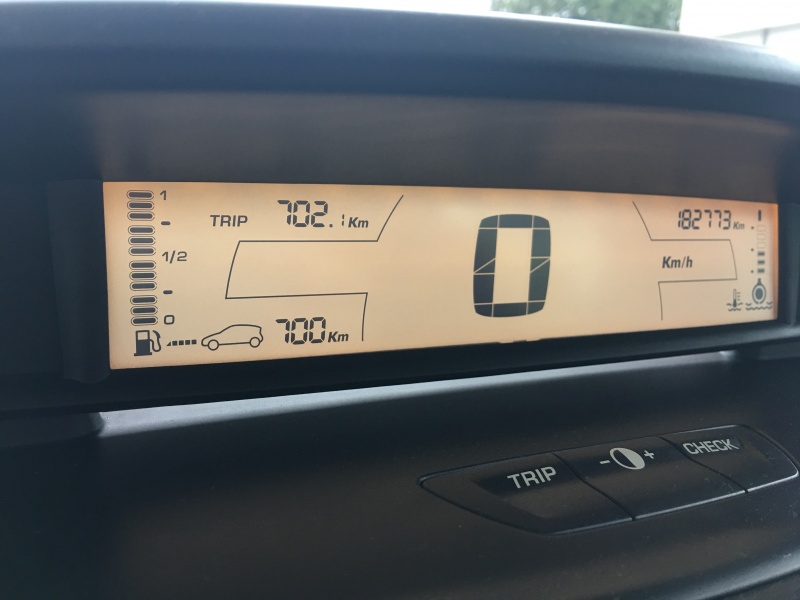 1
TRIP 702.1 Km
182773 Km
1/2
Km/h
0
0
700 Km
TRIP
- +
CHECK